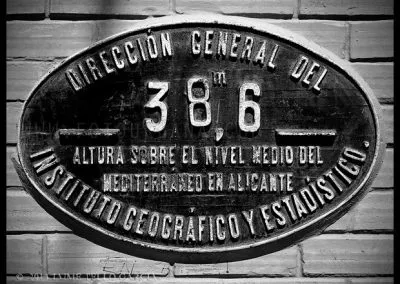 DIRECCIÓN GENERAL DEL
m
38,6
ALTURA SOBRE EL NIVEL MEDIO DEL
MEDITERRÁNEO EN ALICANTE
INSTITUTO GEOGRÁFICO Y ESTADÍSTICO.